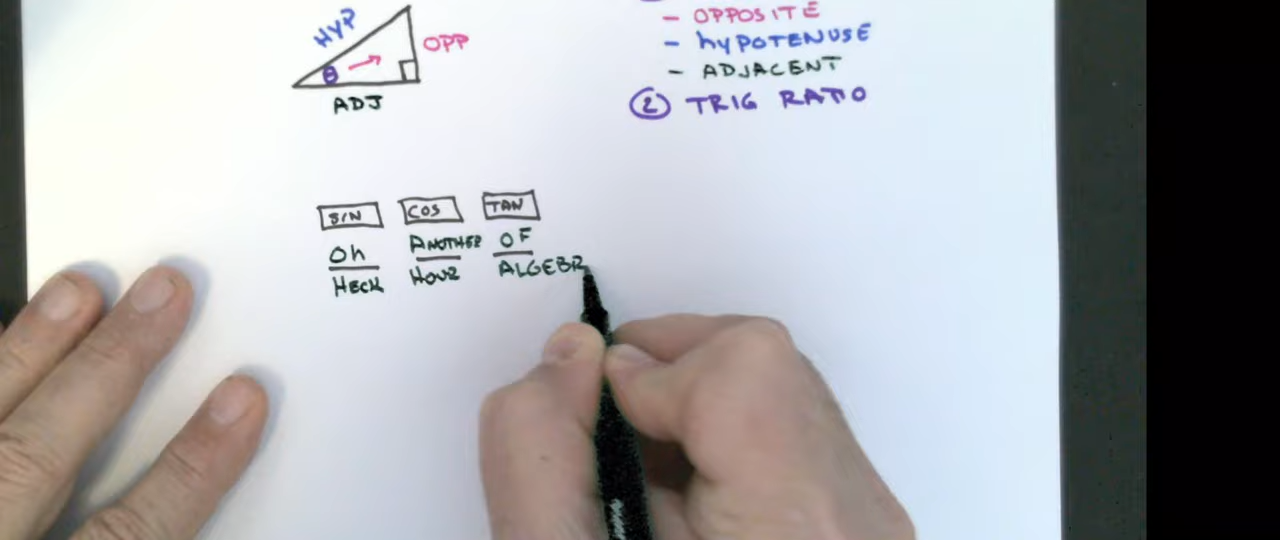 HYP
OPP
θ
ADJ
- OPPOSITE
- hYPOTENUSE
- ADJACENT
② TRIG RATIO
SIN COS TAN
Oh ANOTHER OF
HECK HOUR ALGEBR